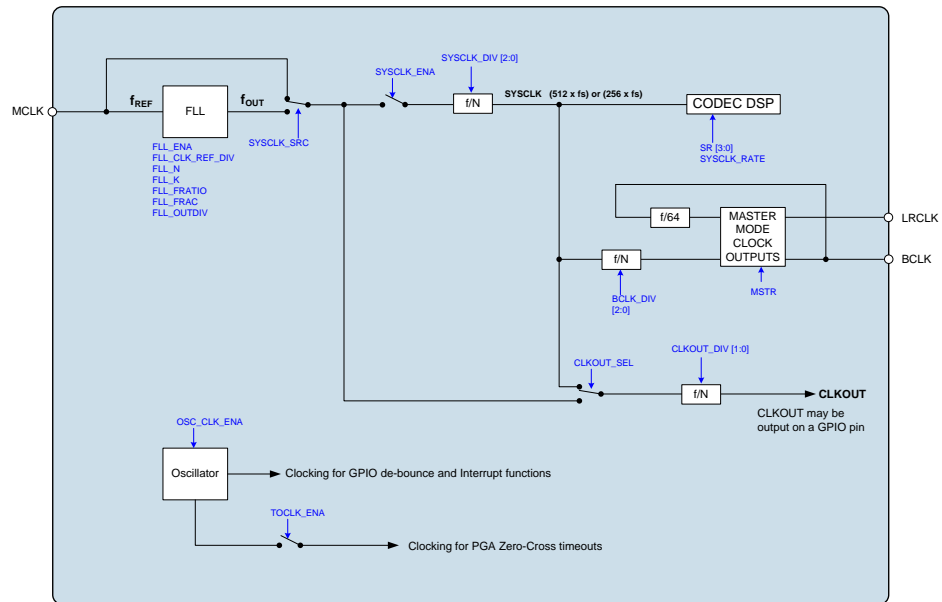 SYSCLK_DIV [2:0]
SYSCLK_ENA
MCLK
fREF
FLL
fOUT
f/N
SYSCLK (512 x fs) or (256 x fs)
CODEC DSP
SYSCLK_SRC
SR [3:0]
SYSCLK_RATE
FLL_ENA
FLL_CLK_REF_DIV
FLL_N
FLL_K
FLL_FRATIO
FLL_FRAC
FLL_OUTDIV
f/64
MASTER
MODE
CLOCK
OUTPUTS
LRCLK
BCLK
f/N
MSTR
BCLK_DIV
[2:0]
CLKOUT_SEL
CLKOUT_DIV [1:0]
f/N
CLKOUT
CLKOUT may be
output on a GPIO pin
OSC_CLK_ENA
Oscillator
Clocking for GPIO de-bounce and Interrupt functions
TOCLK_ENA
Clocking for PGA Zero-Cross timeouts